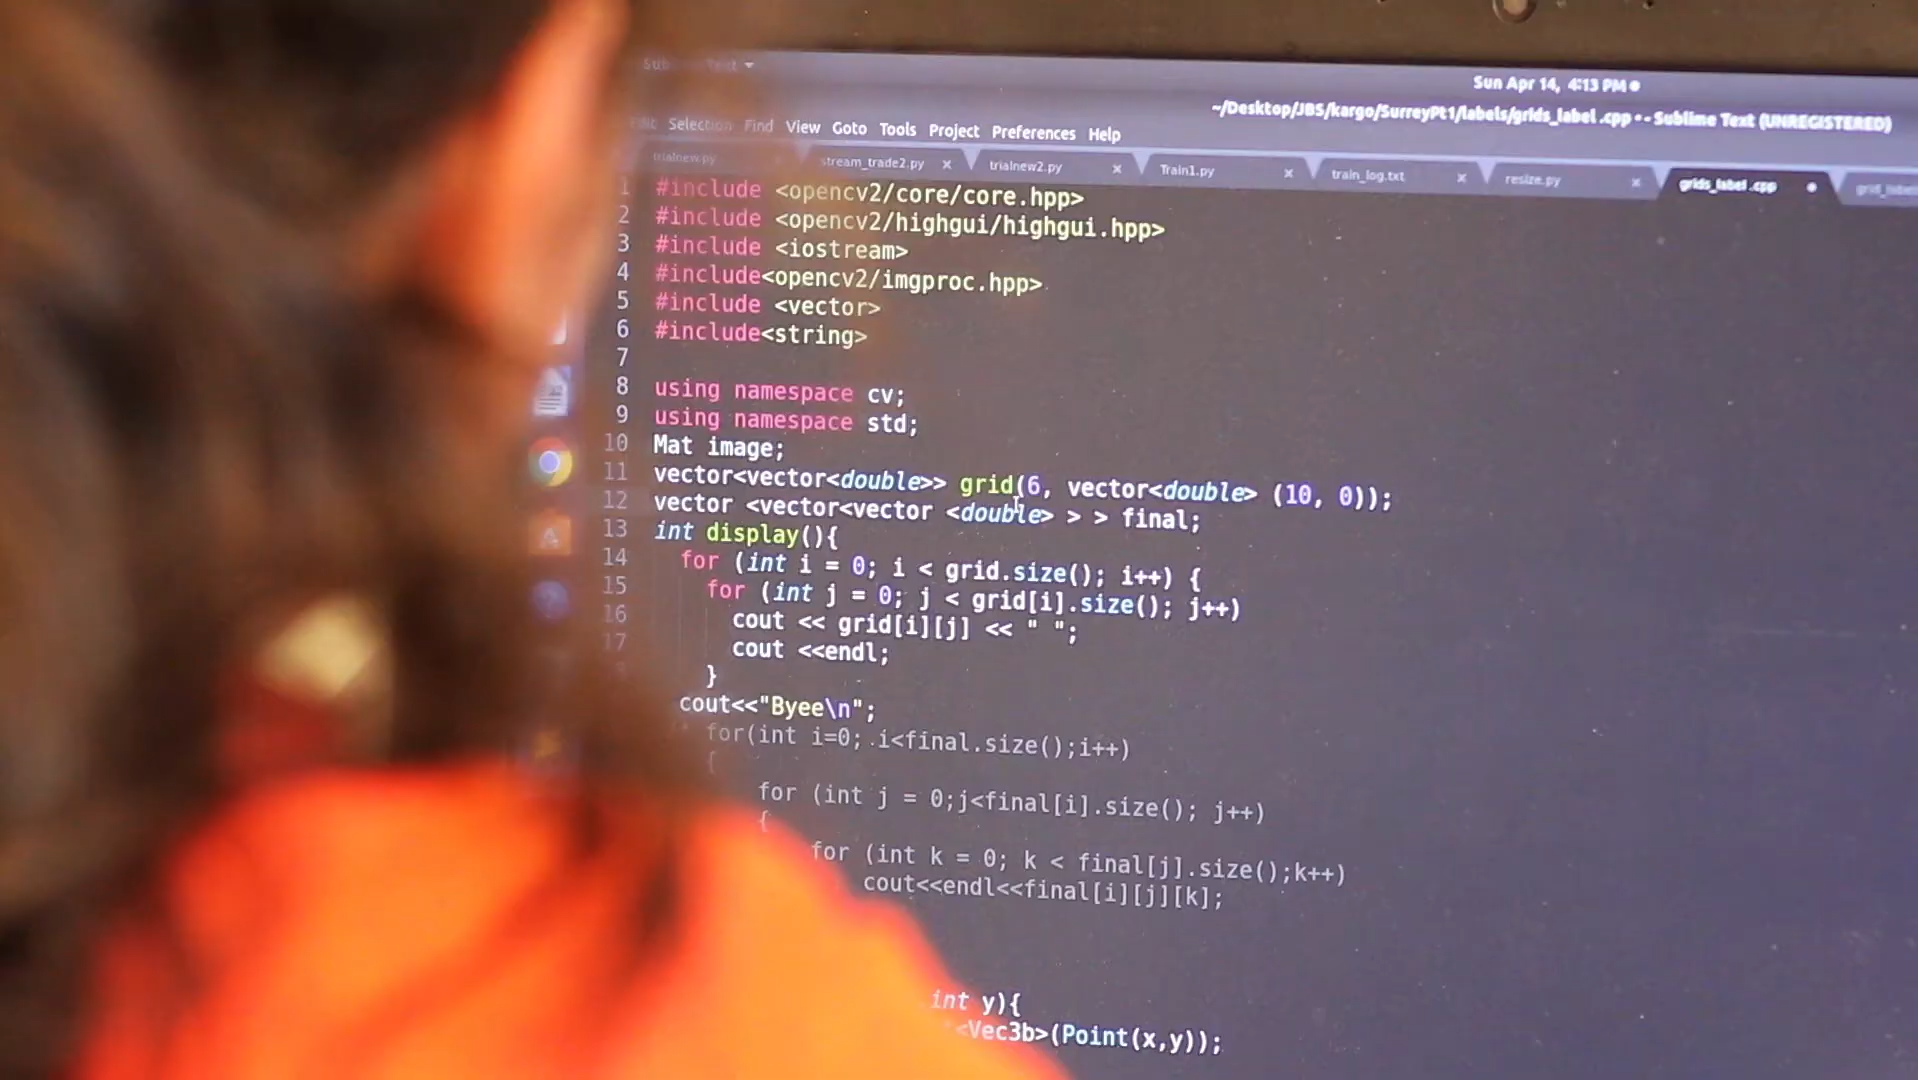 Sublime Text
Sun Apr 14, 4:13 PM
~/Desktop/JBS/kargo/SurreyPt1/labels/grids_label .cpp • - Sublime Text (UNREGISTERED)
Edit Selection Find View Goto Tools Project Preferences Help
trialnew.py stream_trade2.py × trialnew2.py × Train1.py × train_log.txt × resize.py × grids_label .cpp
1 #include <opencv2/core/core.hpp>
2 #include <opencv2/highgui/highgui.hpp>
3 #include <iostream>
4 #include<opencv2/imgproc.hpp>
5 #include <vector>
6 #include<string>
7
8 using namespace cv;
9 using namespace std;
10 Mat image;
11 vector<vector<double>> grid(6, vector<double> (10, 0));
12 vector <vector<vector <double> > > final;
13 int display(){
14 for (int i = 0; i < grid.size(); i++) {
15 for (int j = 0; j < grid[i].size(); j++)
16 cout << grid[i][j] << " ";
17 cout <<endl;
}
cout<<"Byee\n";
/* for(int i=0; i<final.size();i++)
{
for (int j = 0;j<final[i].size(); j++)
{
for (int k = 0; k < final[j].size();k++)
cout<<endl<<final[i][j][k];
int y){
<Vec3b>(Point(x,y));